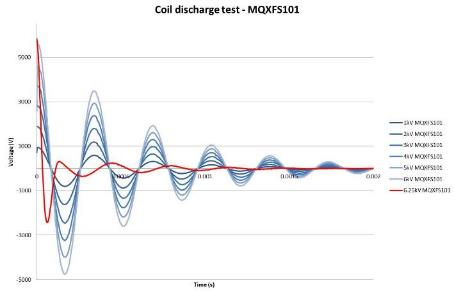 Coil discharge test - MQXFS101
5000
3000
1000
-1000
-3000
-5000
Voltage (V)
0
0.001
0.002
Time (s)
1kV MQXFS101
2kV MQXFS101
3kV MQXFS101
4kV MQXFS101
5kV MQXFS101
6kV MQXFS101
6.25kV MQXFS101